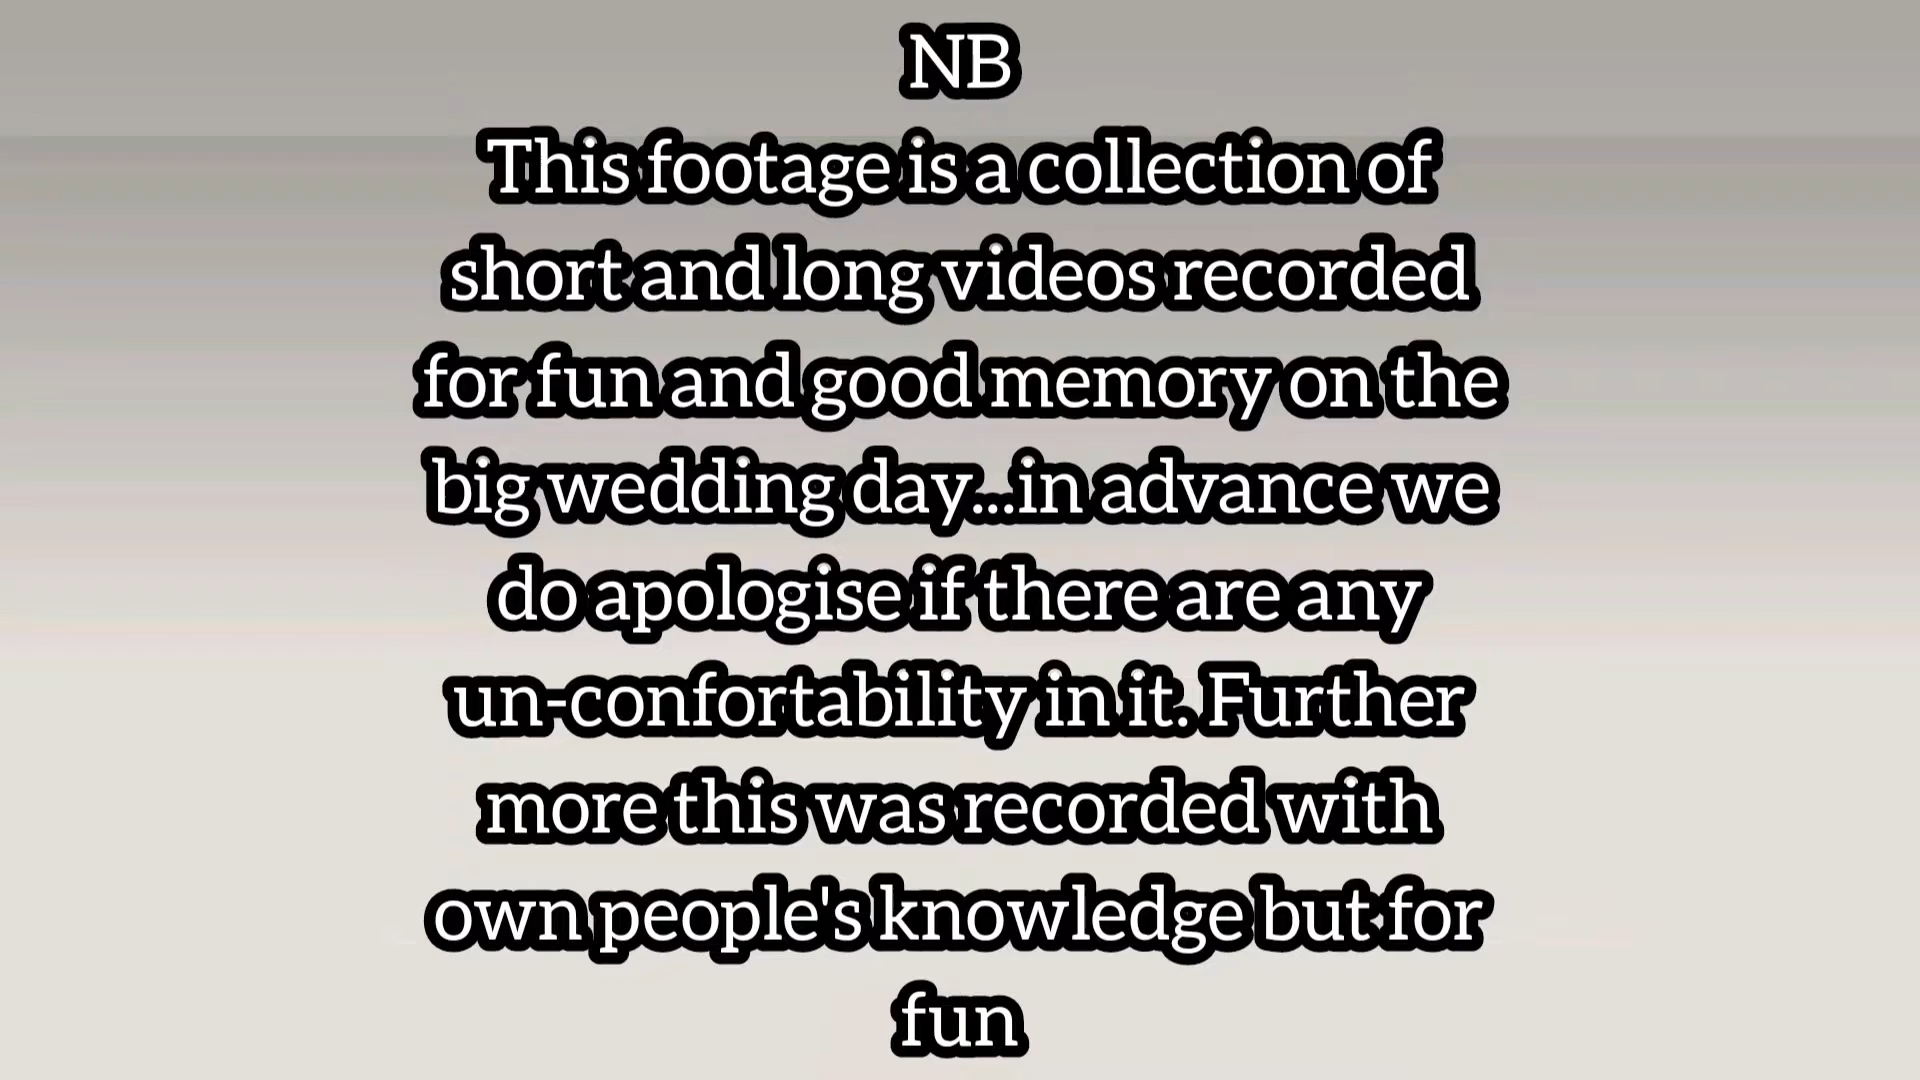 NB
This footage is a collection of
short and long videos recorded
for fun and good memory on the
big wedding day...in advance we
do apologise if there are any
un-confortability in it. Further
more this was recorded with
own people's knowledge but for
fun